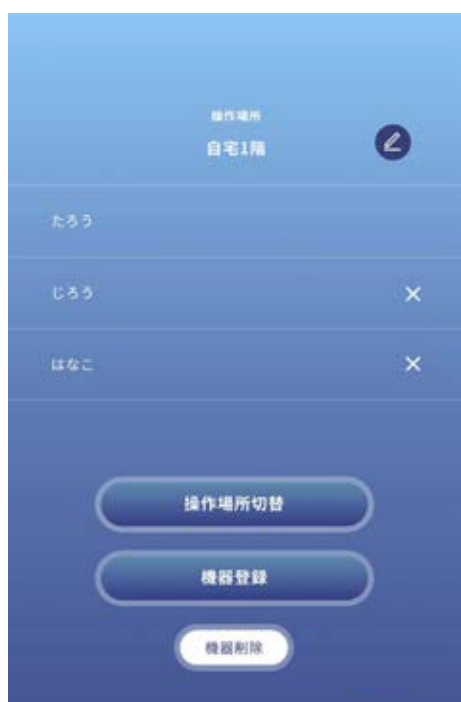 操作場所
自宅1階
たろう
じろう
はなこ
操作場所切替
機器登録
機器削除